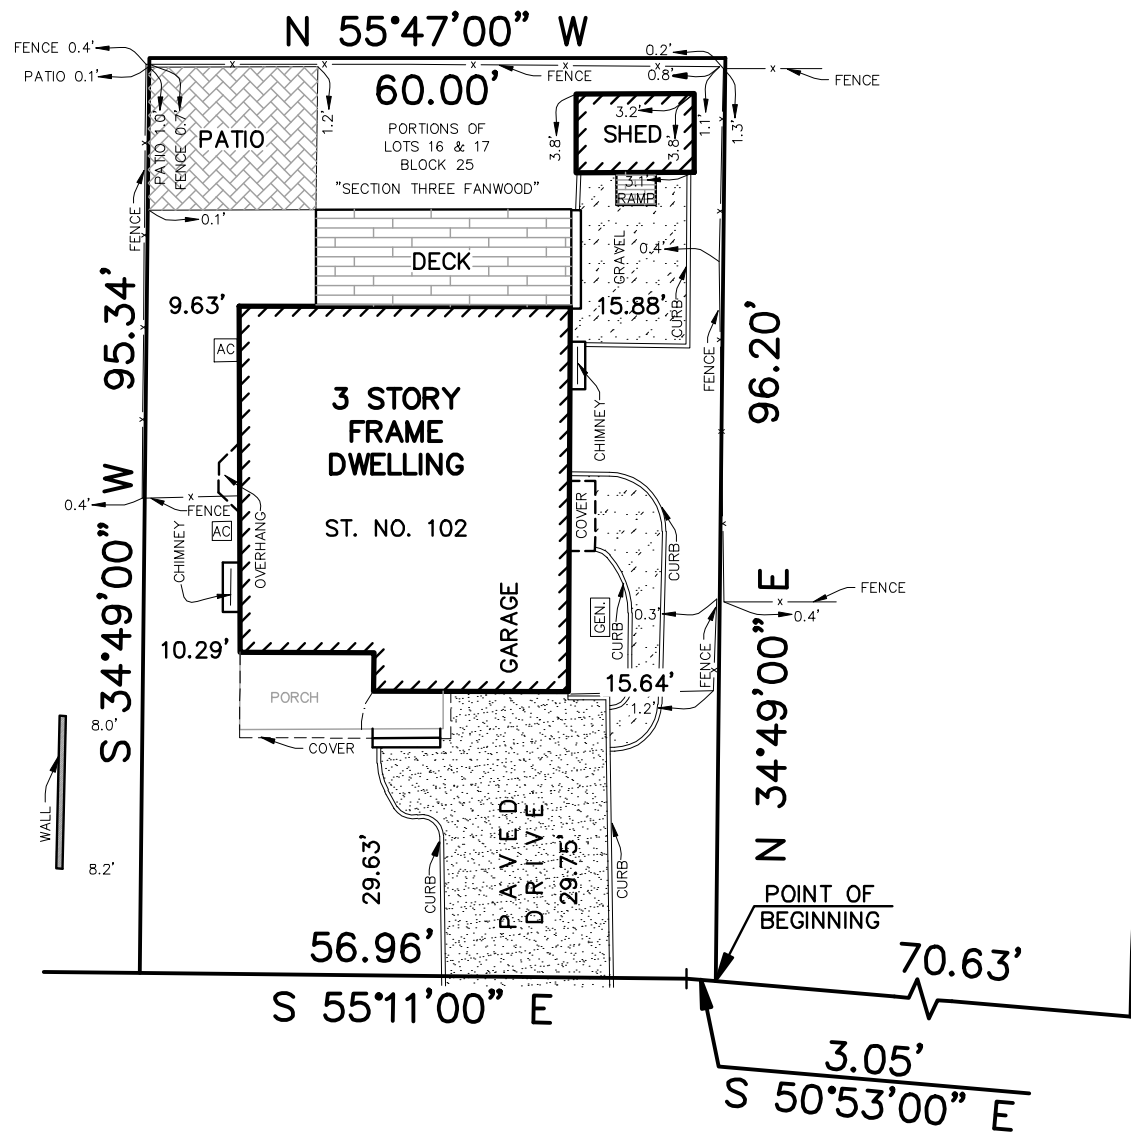 N 55°47'00" W
FENCE 0.4'
PATIO 0.1'
0.2'
0.8'
FENCE
FENCE
60.00'
PATIO 1.0'
FENCE 0.7'
1.2'
PATIO
PORTIONS OF
LOTS 16 & 17
BLOCK 25
"SECTION THREE FANWOOD"
3.8'
3.2'
SHED
3.8'
1.1'
1.3'
3.1'
RAMP
0.1'
FENCE
DECK
GRAVEL
0.4'
CURB
95.34'
9.63'
15.88'
96.20'
AC
FENCE
CHIMNEY
3 STORY
FRAME
DWELLING
ST. NO. 102
S 34°49'00" W
0.4'
FENCE
AC
OVERHANG
CHIMNEY
COVER
CURB
GEN.
CURB
0.3'
FENCE
0.4'
GARAGE
10.29'
15.64'
1.2'
FENCE
N 34°49'00" E
PORCH
COVER
8.0'
WALL
8.2'
PAVED
DRIVE
29.63'
29.75'
CURB
CURB
POINT OF
BEGINNING
56.96'
70.63'
S 55°11'00" E
3.05'
S 50°53'00" E